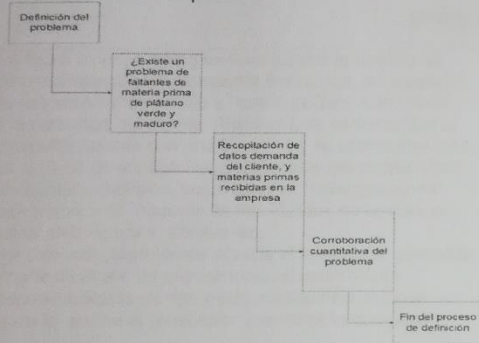 Definición del
problema
¿Existe un
problema de
faltantes de
materia prima
de plátano
verde y
maduro?
Recopilación de
datos demanda
del cliente, y
materias primas
recibidas en la
empresa
Corroboración
cuantitativa del
problema
Fin del proceso
de definición